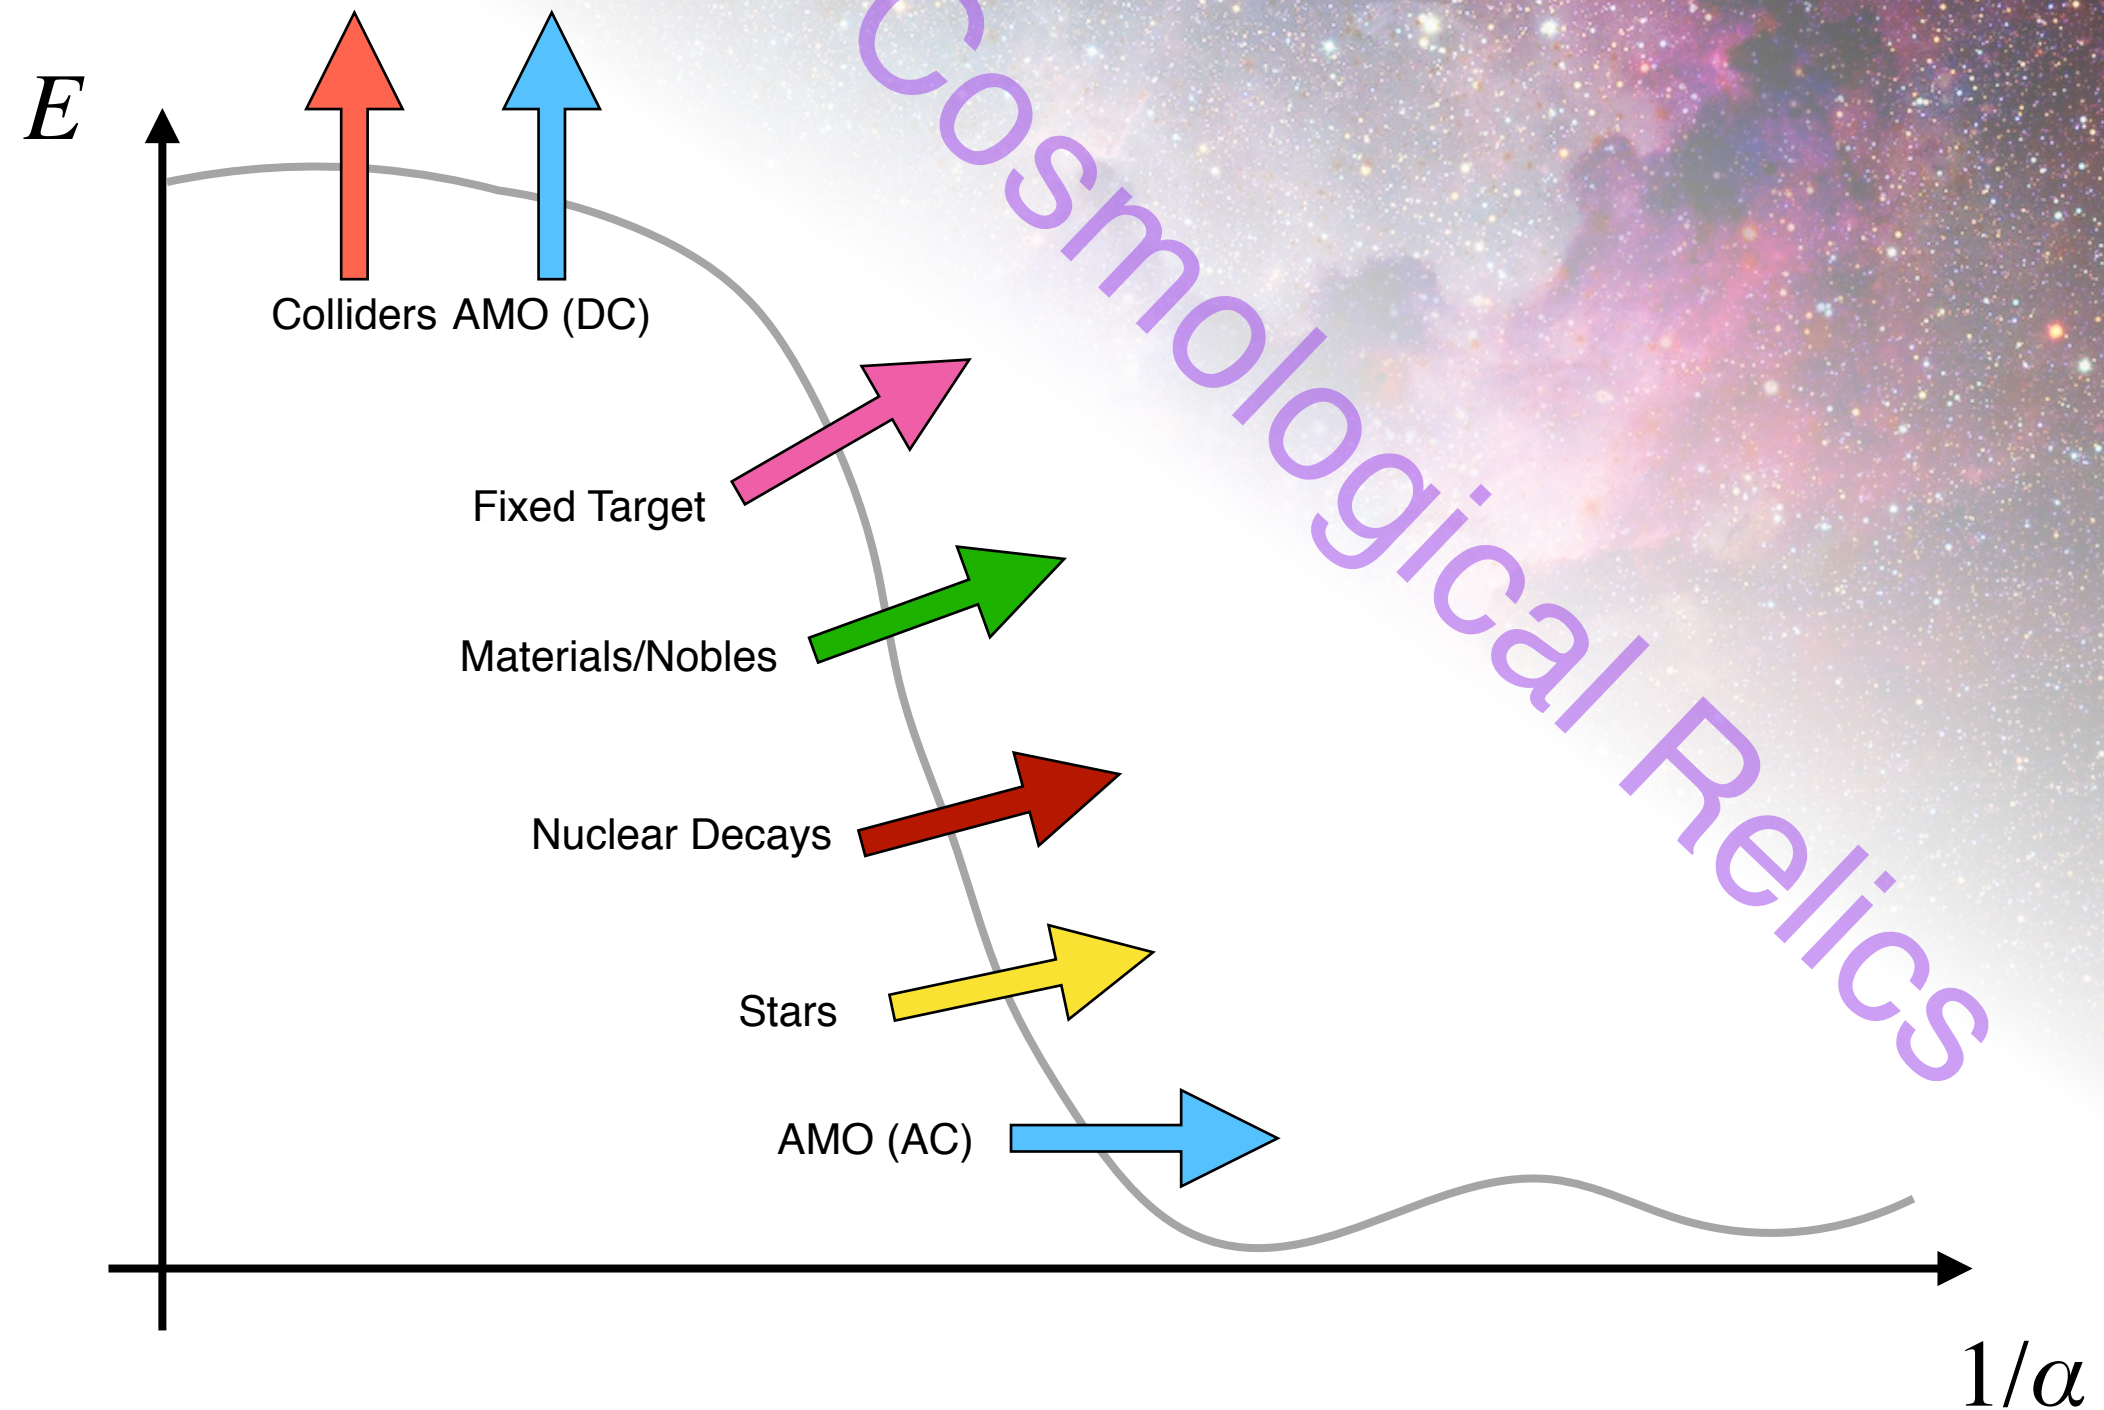 E
Cosmological Relics
Colliders
AMO (DC)
Fixed Target
Materials/Nobles
Nuclear Decays
Stars
AMO (AC)
1/α